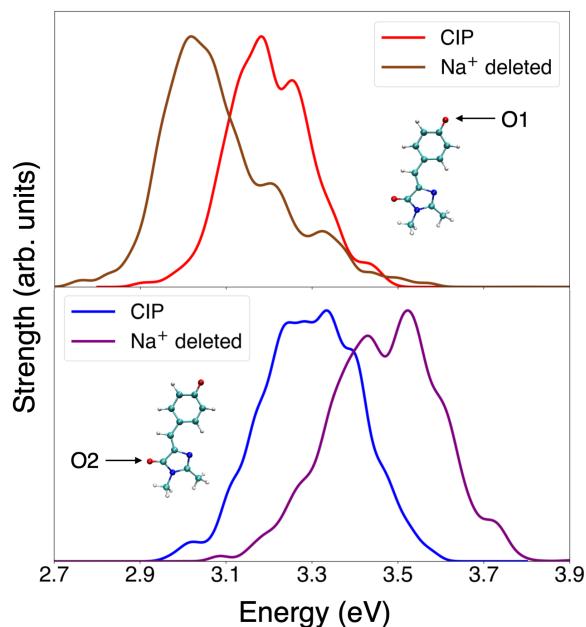 CIP
Na⁺ deleted
O1
Strength (arb. units)
CIP
Na⁺ deleted
O2
2.7 2.9 3.1 3.3 3.5 3.7 3.9
Energy (eV)